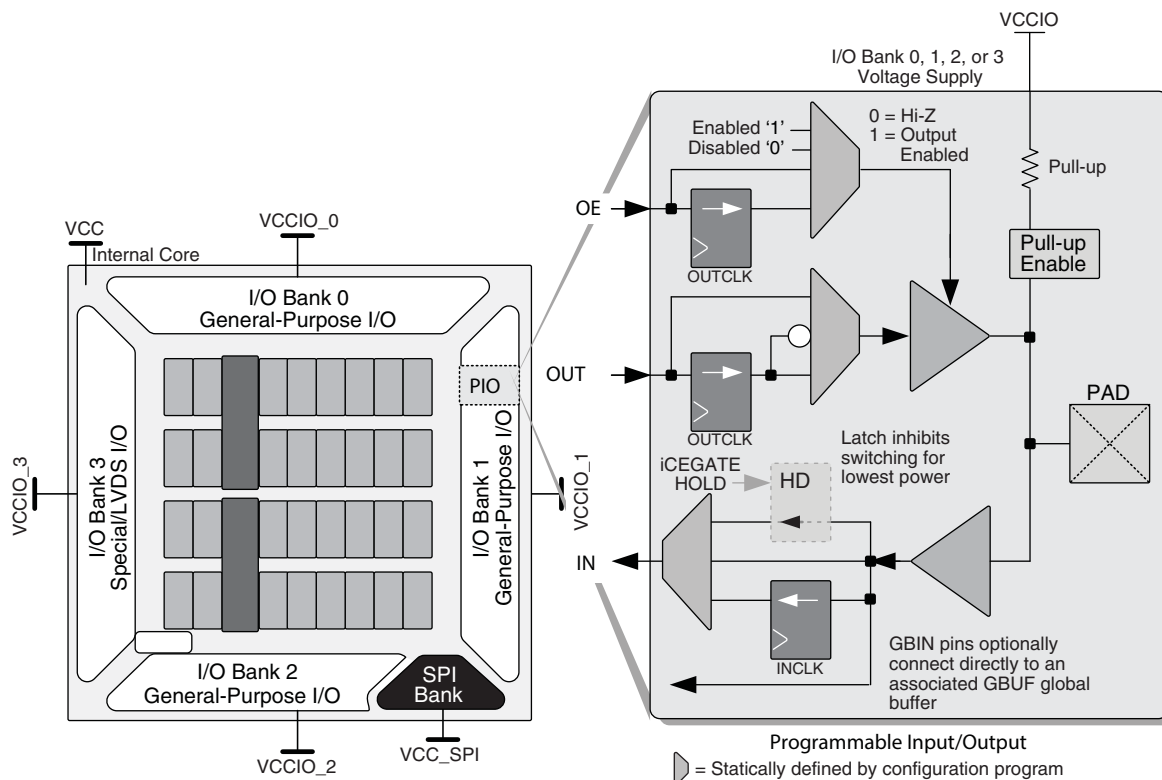 VCCIO
I/O Bank 0, 1, 2, or 3
Voltage Supply
Enabled ‘1’
Disabled ‘0’
0 = Hi-Z
1 = Output
Enabled
Pull-up
OE
OUTCLK
Pull-up
Enable
VCC
Internal Core
VCCIO_0
I/O Bank 0
General-Purpose I/O
PIO
OUT
OUTCLK
PAD
VCCIO_3
I/O Bank 3
Special/LVDS I/O
I/O Bank 1
General-Purpose I/O
VCCIO_1
iCEGATE
HOLD
HD
Latch inhibits
switching for
lowest power
IN
INCLK
GBIN pins optionally
connect directly to an
associated GBUF global
buffer
I/O Bank 2
General-Purpose I/O
SPI
Bank
VCCIO_2
VCC_SPI
Programmable Input/Output
= Statically defined by configuration program